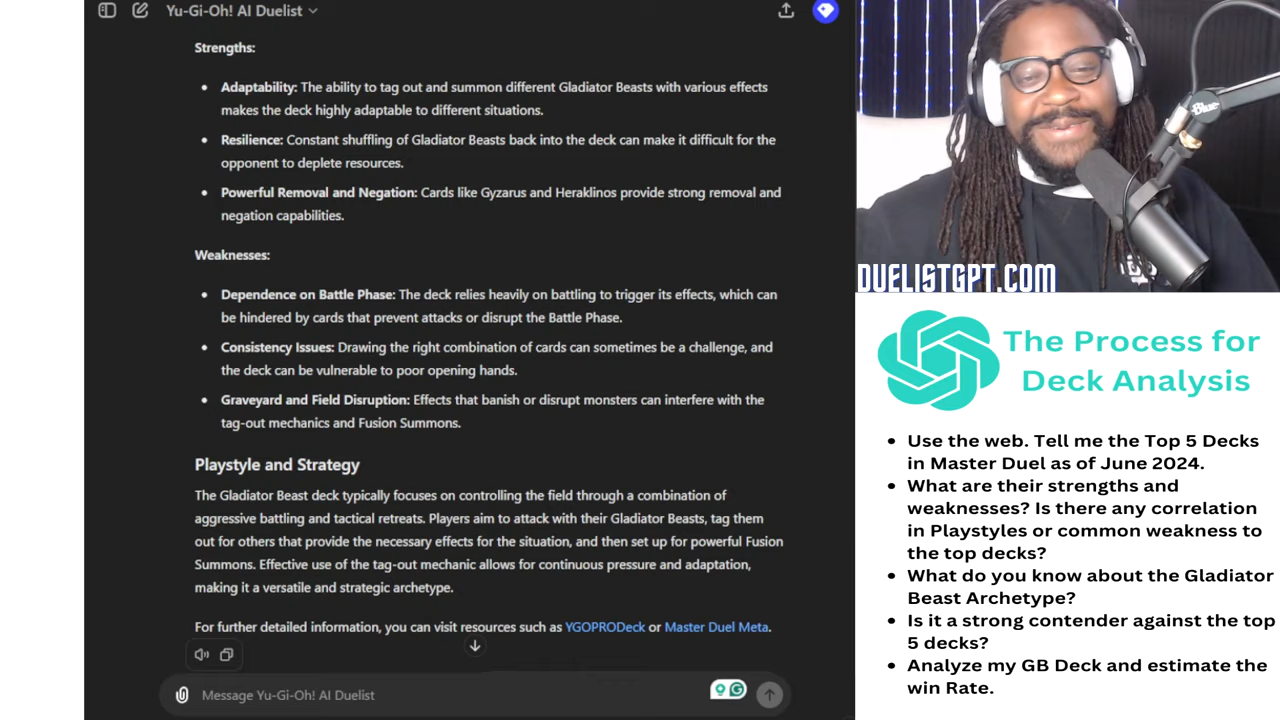 Yu-Gi-Oh! AI Duelist
Strengths:
• Adaptability: The ability to tag out and summon different Gladiator Beasts with various effects
makes the deck highly adaptable to different situations.
• Resilience: Constant shuffling of Gladiator Beasts back into the deck can make it difficult for the
opponent to deplete resources.
• Powerful Removal and Negation: Cards like Gyzarus and Heraklinos provide strong removal and
negation capabilities.
Weaknesses:
• Dependence on Battle Phase: The deck relies heavily on battling to trigger its effects, which can
be hindered by cards that prevent attacks or disrupt the Battle Phase.
• Consistency Issues: Drawing the right combination of cards can sometimes be a challenge, and
the deck can be vulnerable to poor opening hands.
• Graveyard and Field Disruption: Effects that banish or disrupt monsters can interfere with the
tag-out mechanics and Fusion Summons.
Playstyle and Strategy
The Gladiator Beast deck typically focuses on controlling the field through a combination of
aggressive battling and tactical retreats. Players aim to attack with their Gladiator Beasts, tag them
out for others that provide the necessary effects for the situation, and then set up for powerful Fusion
Summons. Effective use of the tag-out mechanic allows for continuous pressure and adaptation,
making it a versatile and strategic archetype.
For further detailed information, you can visit resources such as YGOPRODeck or Master Duel Meta.
Message Yu-Gi-Oh! AI Duelist
Blue
DUELISTGPT.COM
The Process for
Deck Analysis
• Use the web. Tell me the Top 5 Decks
in Master Duel as of June 2024.
• What are their strengths and
weaknesses? Is there any correlation
in Playstyles or common weakness to
the top decks?
• What do you know about the Gladiator
Beast Archetype?
• Is it a strong contender against the top
5 decks?
• Analyze my GB Deck and estimate the
win Rate.